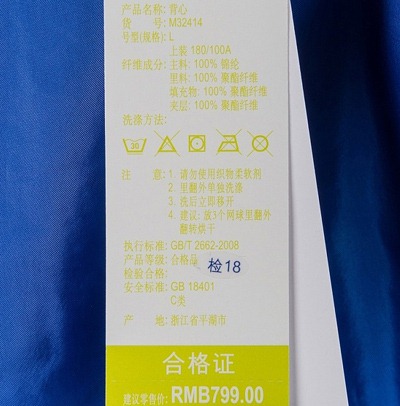 产品名称: 背心
货 号: M32414
号型(规格): L
上装 180/100A
纤维成分: 主料: 100% 锦纶
里料: 100% 聚酯纤维
填充物: 100% 聚酯纤维
夹层: 100% 聚酯纤维
洗涤方法:
30
注 意: 1. 请勿使用织物柔软剂
2. 里翻外单独洗涤
3. 洗后立即移开
4. 建议: 放3个网球里翻外
翻转烘干
执行标准: GB/T 2662-2008
产品等级: 合格品
检验合格: 检18
安全标准: GB 18401
C类
产 地: 浙江省平湖市
合格证
建议零售价: RMB799.00